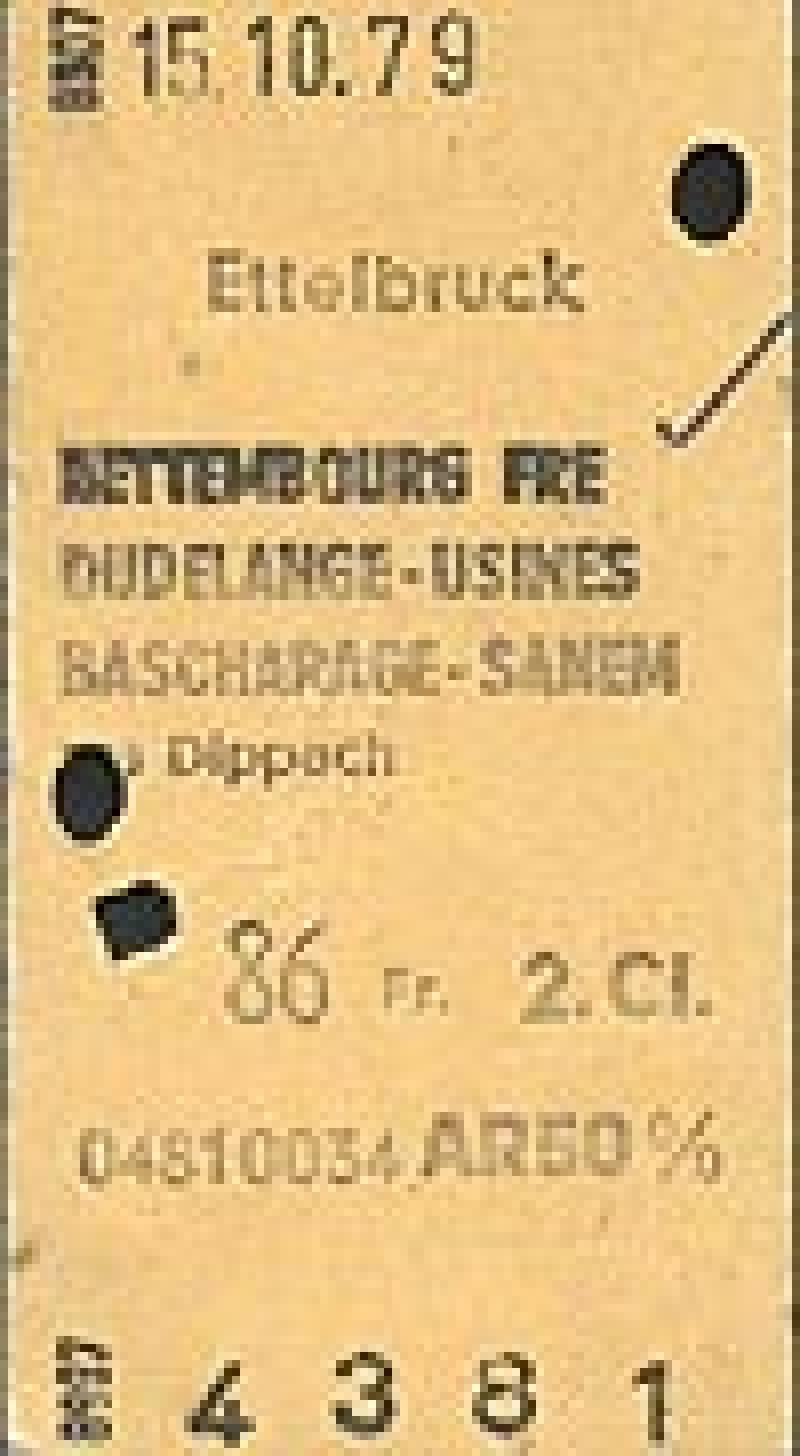 15.10.79
Ettelbruck
BETTEMBOURG FRE
DUDELANGE-USINES
BASCHARAGE-SANEM
Dippach
86 Fr. 2. Cl.
04810034 AR50%
4381